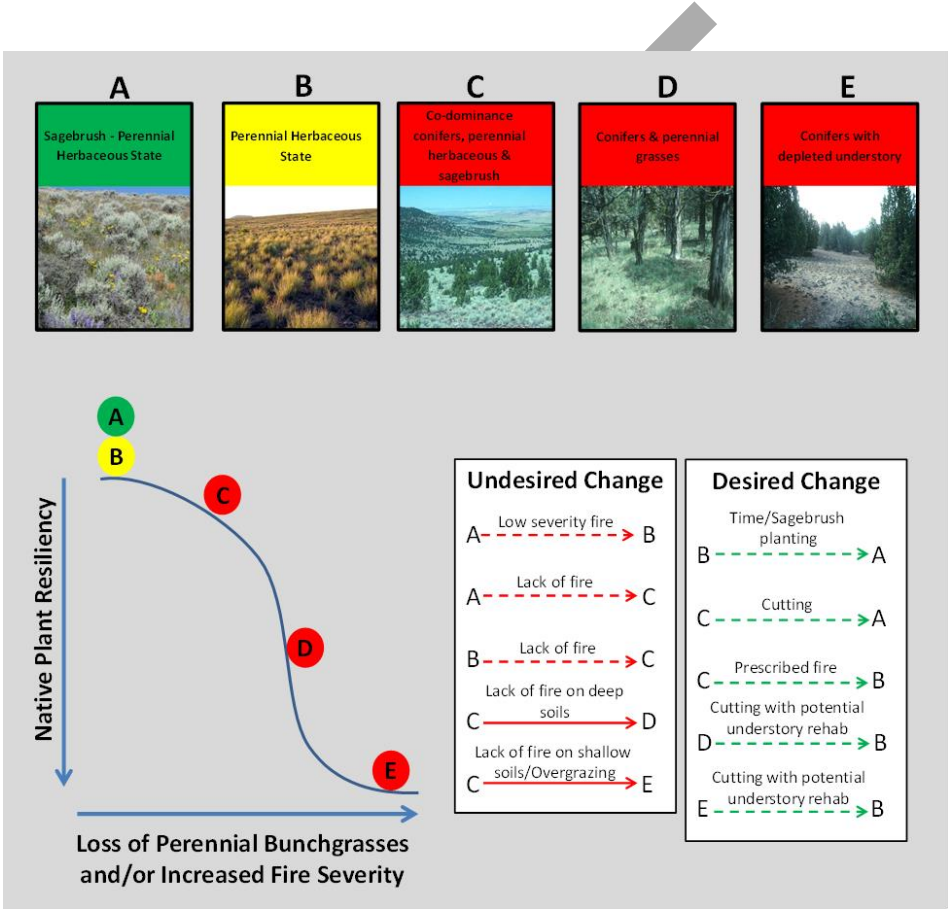 A
B
C
D
E
Sagebrush - Perennial
Herbaceous State
Perennial Herbaceous
State
Co-dominance
conifers, perennial
herbaceous &
sagebrush
Conifers & perennial
grasses
Conifers with
depleted understory
A
B
C
D
E
Native Plant Resiliency
Loss of Perennial Bunchgrasses
and/or Increased Fire Severity
Undesired Change
Low severity fire
A B
Lack of fire
A C
Lack of fire
B C
Lack of fire on deep
soils
C D
Lack of fire on shallow
soils/Overgrazing
C E
Desired Change
Time/Sagebrush
planting
B A
Cutting
C A
Prescribed fire
C B
Cutting with potential
understory rehab
D B
Cutting with potential
understory rehab
E B